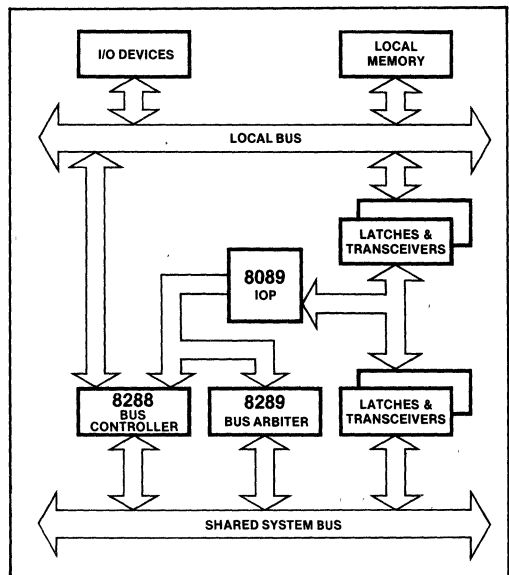 I/O DEVICES
LOCAL
MEMORY
LOCAL BUS
LATCHES &
TRANSCEIVERS
8089
IOP
8288
BUS
CONTROLLER
8289
BUS ARBITER
LATCHES &
TRANSCEIVERS
SHARED SYSTEM BUS